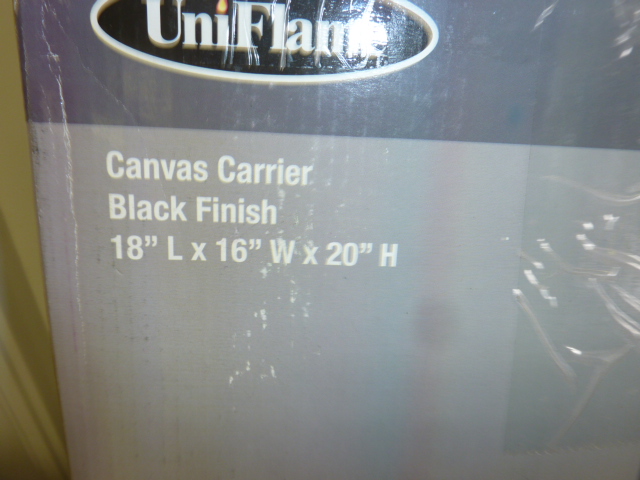 UniFlame
Canvas Carrier
Black Finish
18” L x 16” W x 20” H